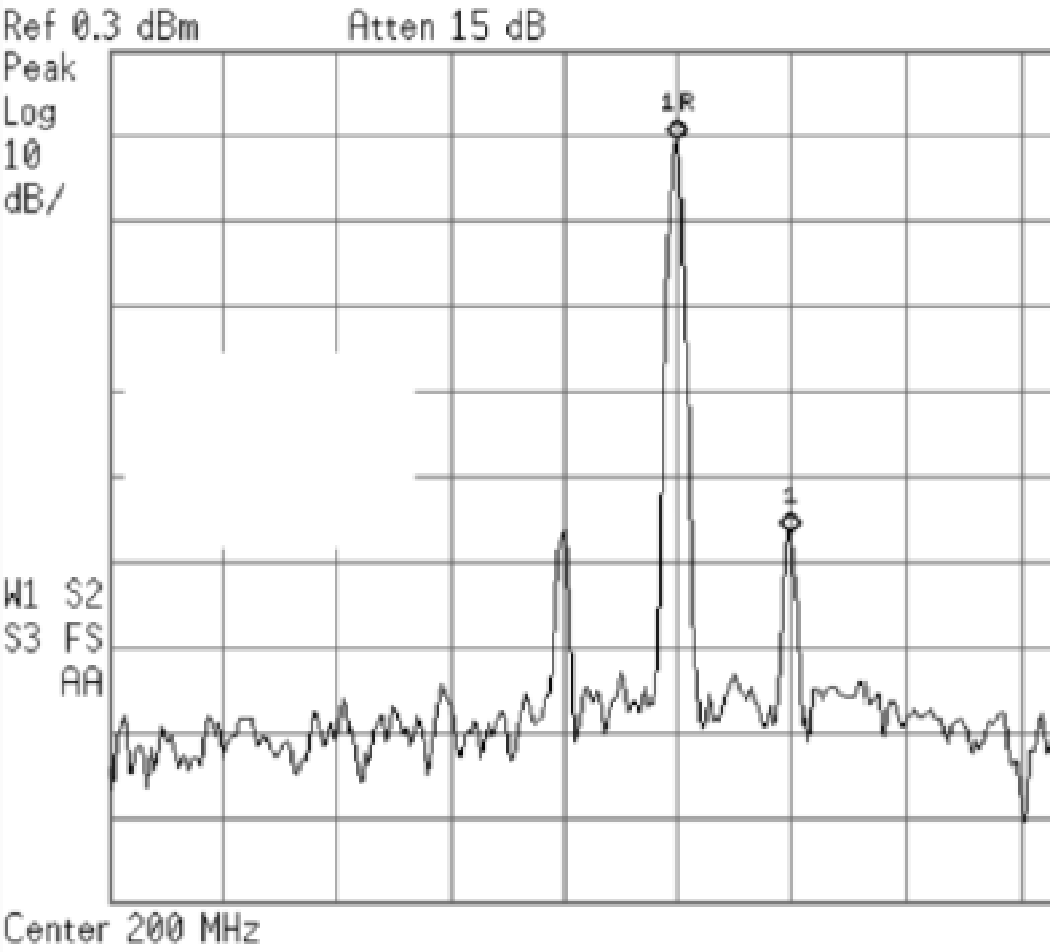 Ref 0.3 dBm Atten 15 dB
Peak
Log
10
dB/
1R
1
W1 S2
S3 FS
AA
Center 200 MHz